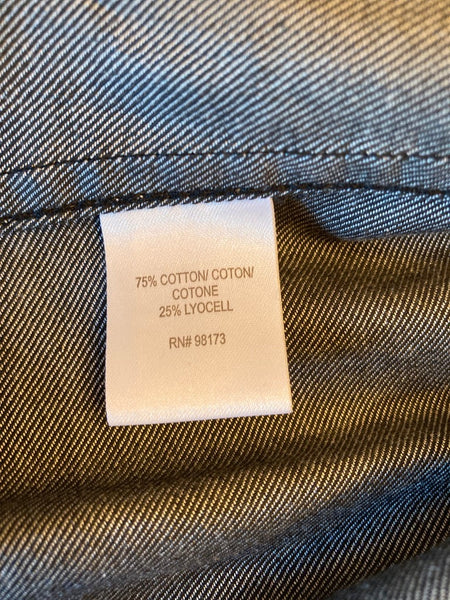 75% COTTON/ COTON/
COTONE
25% LYOCELL
RN# 98173